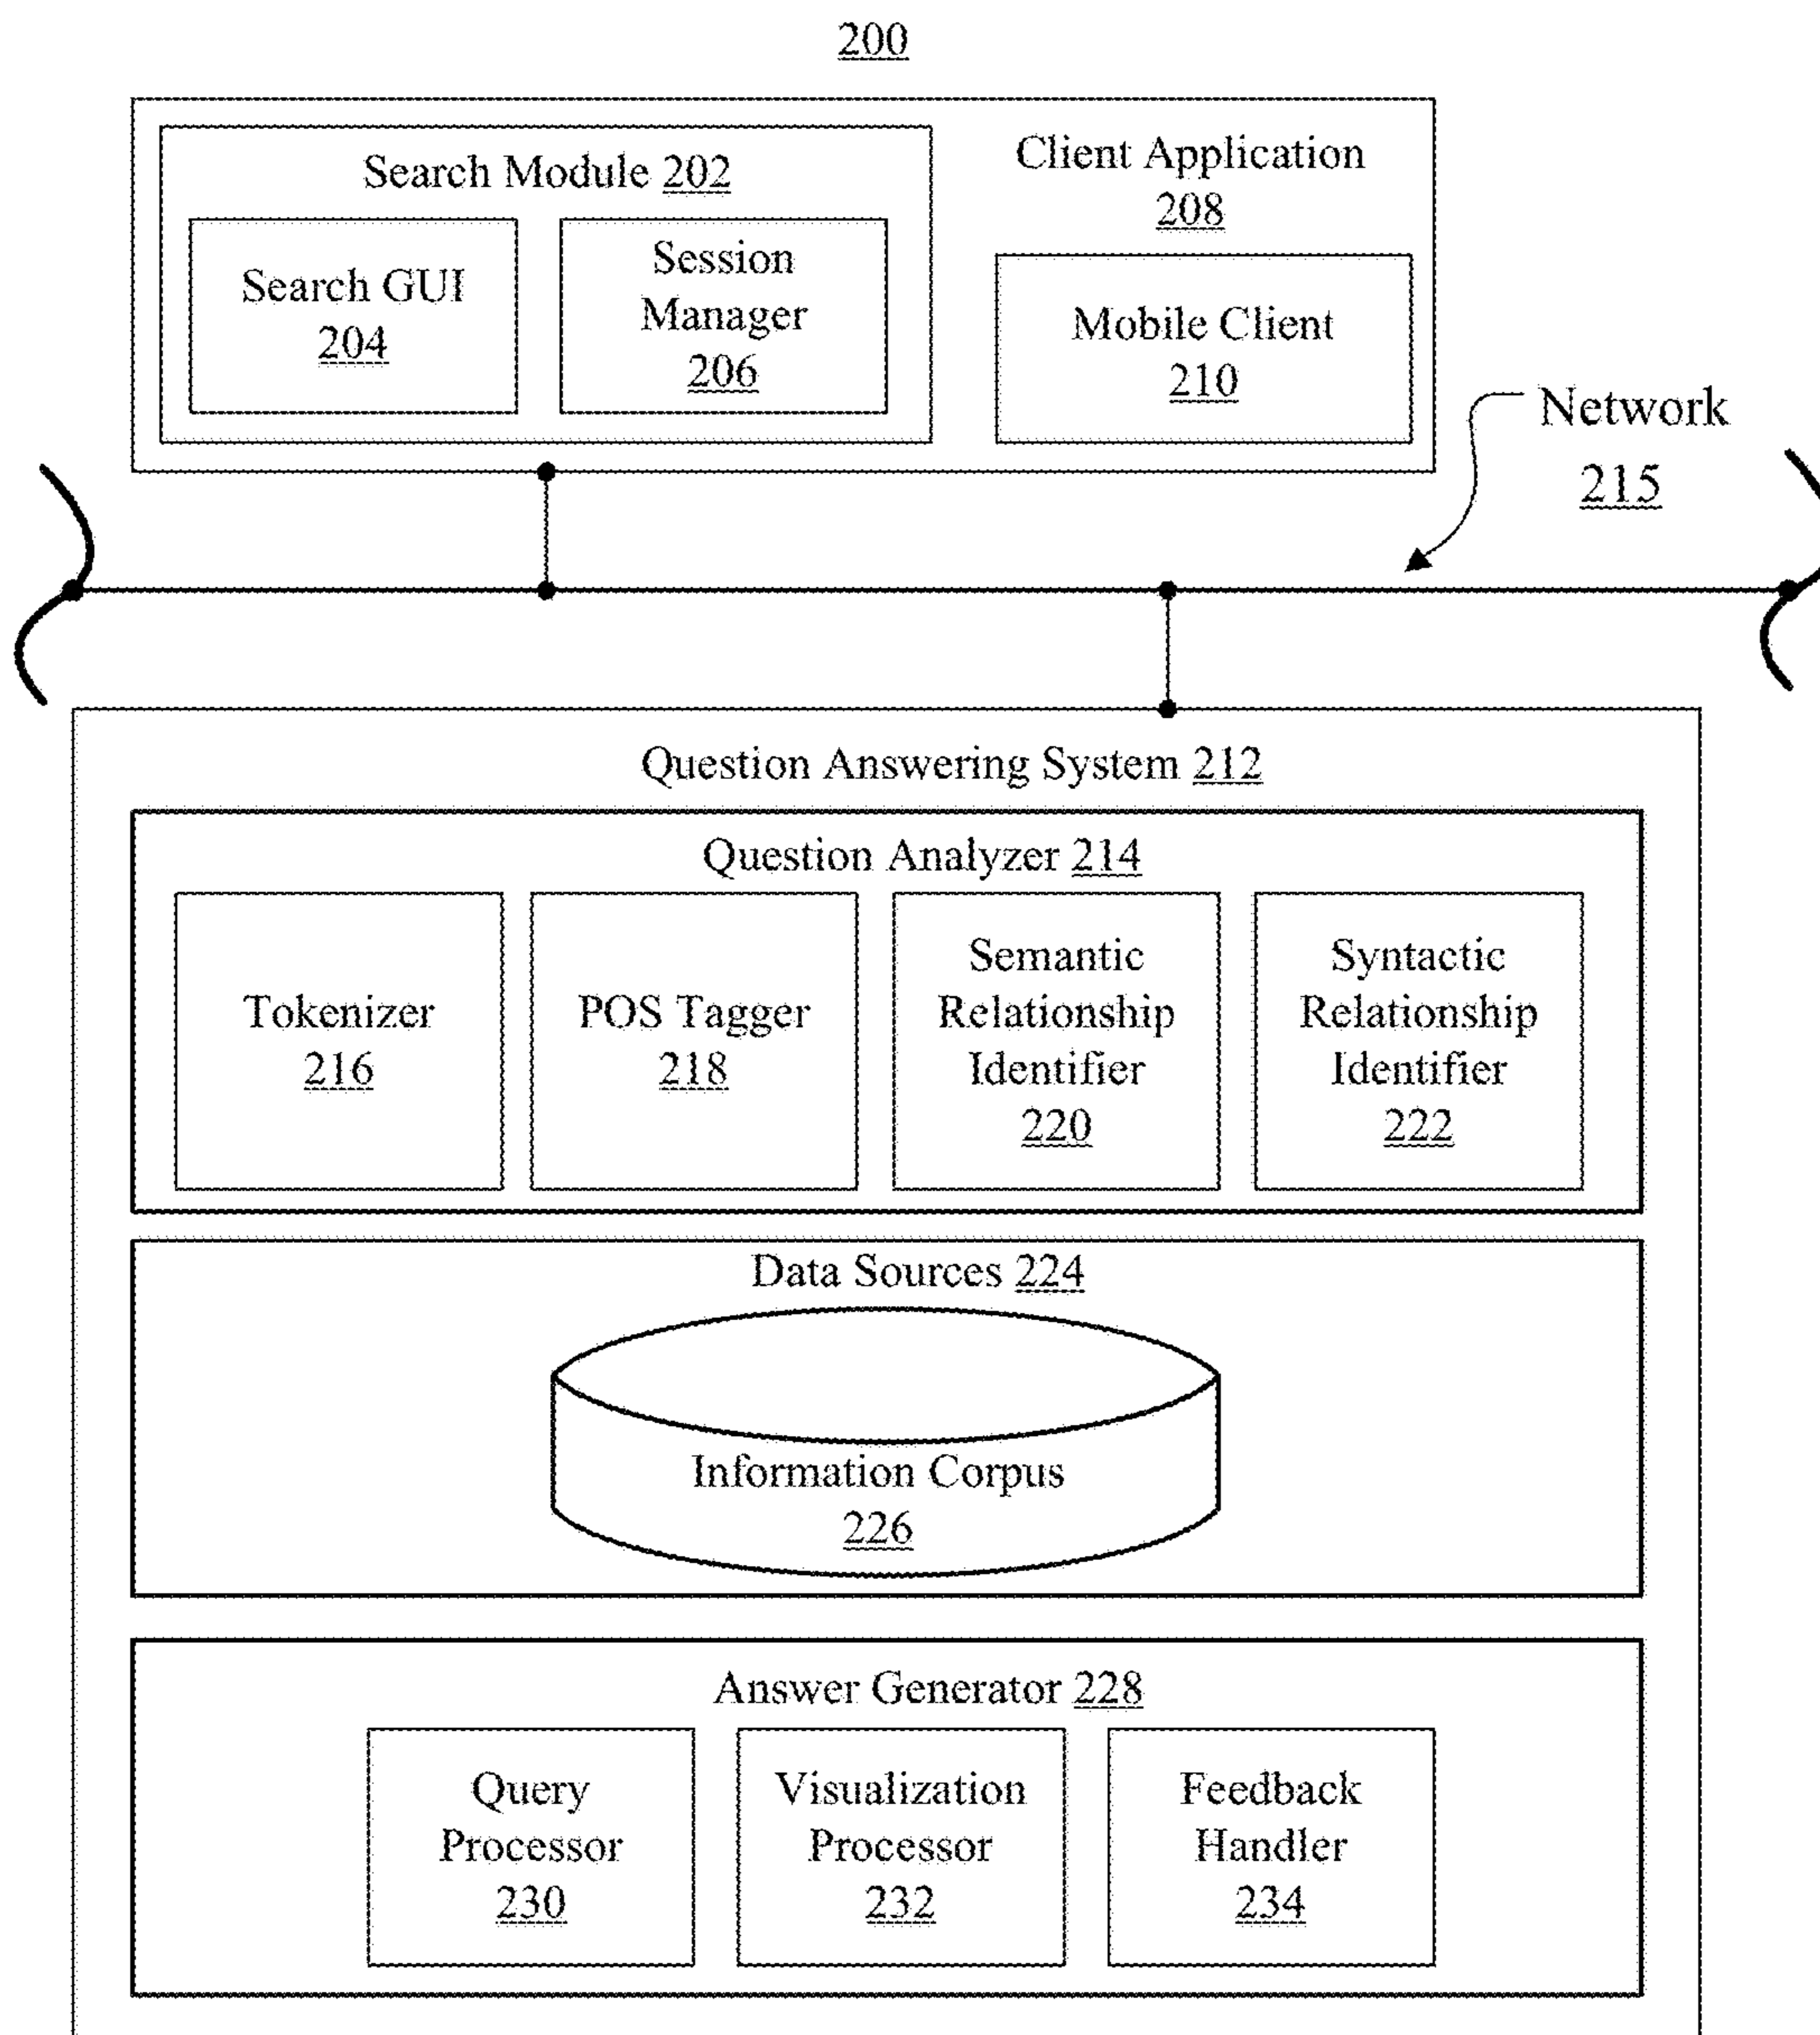 200
Search Module 202
Search GUI
204
Session
Manager
206
Client Application
208
Mobile Client
210
Network
215
Question Answering System 212
Question Analyzer 214
Tokenizer
216
POS Tagger
218
Semantic
Relationship
Identifier
220
Syntactic
Relationship
Identifier
222
Data Sources 224
Information Corpus
226
Answer Generator 228
Query
Processor
230
Visualization
Processor
232
Feedback
Handler
234